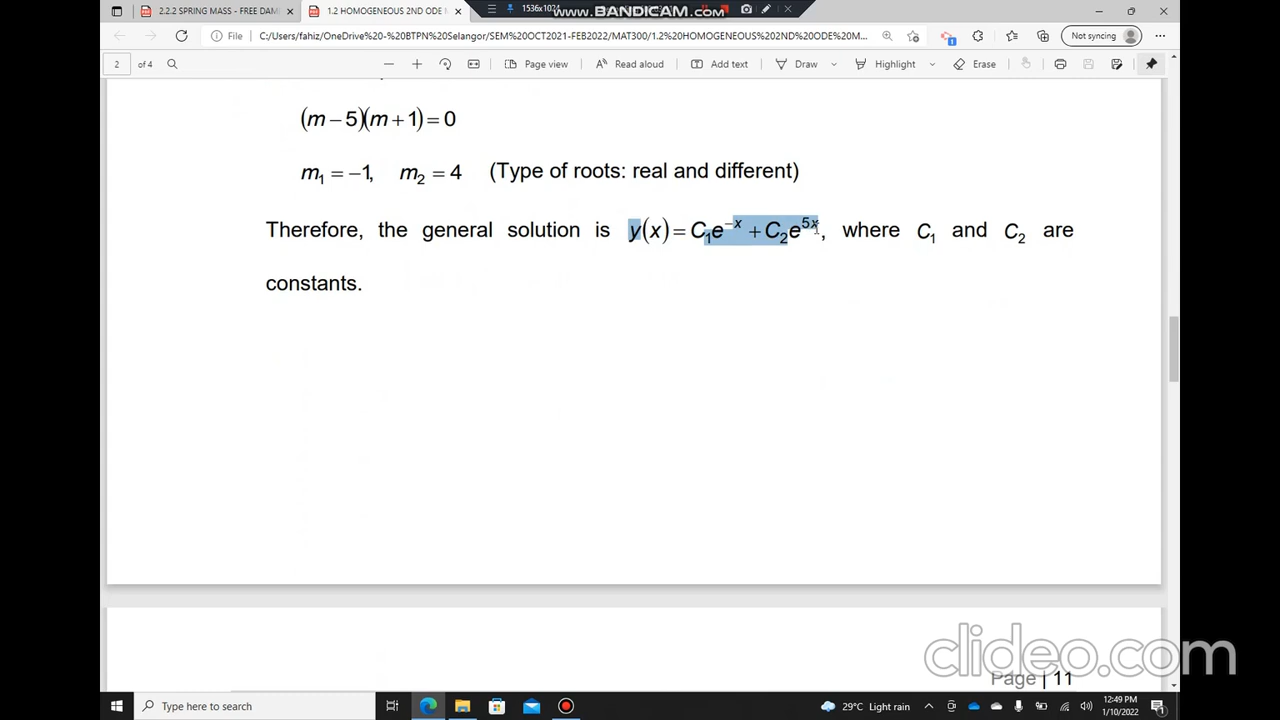 2.2.2 SPRING MASS - FREE DAM
1.2 HOMOGENEOUS 2ND ODE
1536x1024
www.BANDICAM.com
File
C:/Users/fahiz/OneDrive%20-%20BTPN%20Selangor/SEM%20OCT2021-FEB2022/MAT300/1.2%20HOMOGENEOUS%202ND%20ODE%20M...
Not syncing
2 of 4
Page view
Read aloud
Add text
Draw
Highlight
Erase
(m − 5)(m + 1) = 0
m₁ = −1, m₂ = 4 (Type of roots: real and different)
Therefore, the general solution is y(x) = C₁e⁻ˣ + C₂e⁵ˣ, where C₁ and C₂ are
constants.
clideo.com
Page | 11
Type here to search
29°C Light rain
12:49 PM
1/10/2022